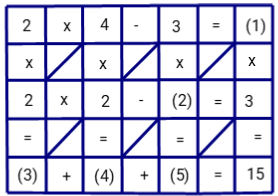 2 x 4 - 3 = (1)
x x x x
2 x 2 - (2) = 3
= = = =
(3) + (4) + (5) = 15